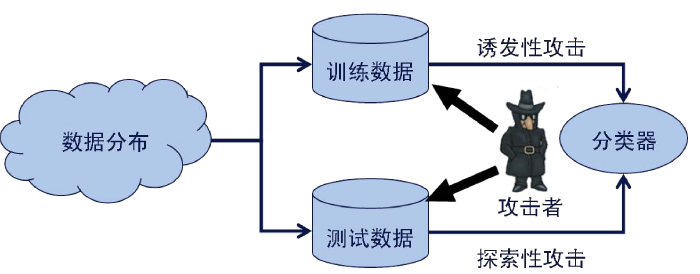 诱发性攻击
训练数据
数据分布
分类器
攻击者
测试数据
探索性攻击